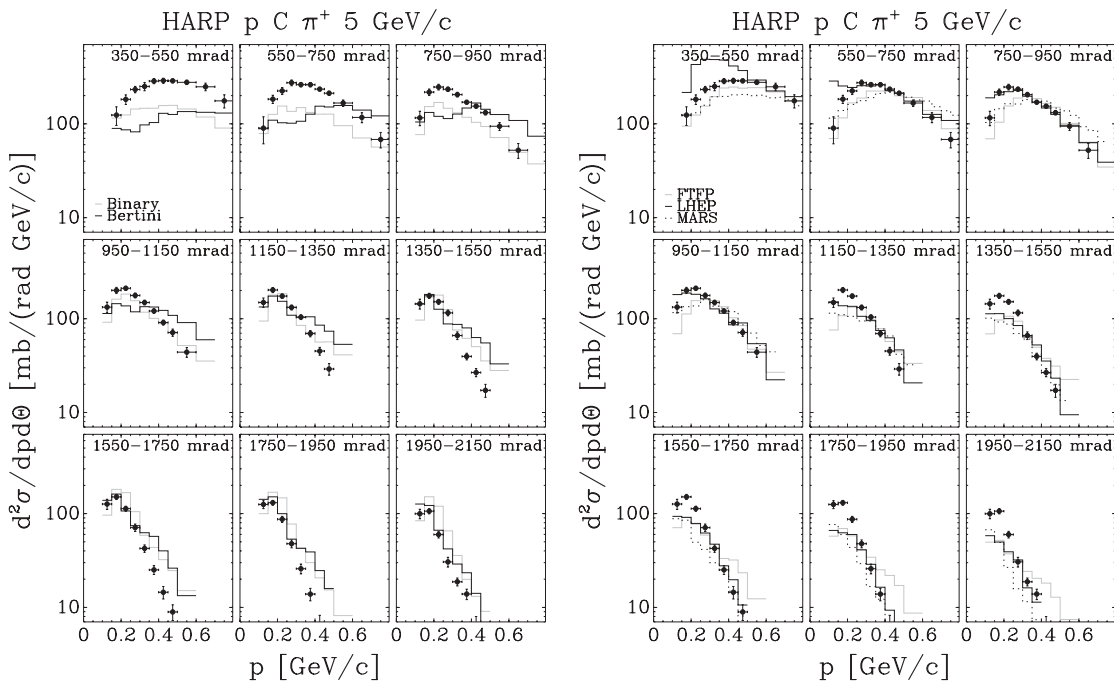 HARP p C π⁺ 5 GeV/c
350−550 mrad
550−750 mrad
750−950 mrad
100
10
Binary
Bertini
950−1150 mrad
1150−1350 mrad
1350−1550 mrad
100
10
1550−1750 mrad
1750−1950 mrad
1950−2150 mrad
100
10
0 0.2 0.4 0.6
0 0.2 0.4 0.6
0 0.2 0.4 0.6
p [GeV/c]
d²σ/dpdΘ [mb/(rad GeV/c)]
HARP p C π⁺ 5 GeV/c
350−550 mrad
550−750 mrad
750−950 mrad
100
10
FTFP
LHEP
MARS
950−1150 mrad
1150−1350 mrad
1350−1550 mrad
100
10
1550−1750 mrad
1750−1950 mrad
1950−2150 mrad
100
10
0 0.2 0.4 0.6
0 0.2 0.4 0.6
0 0.2 0.4 0.6
p [GeV/c]
d²σ/dpdΘ [mb/(rad GeV/c)]